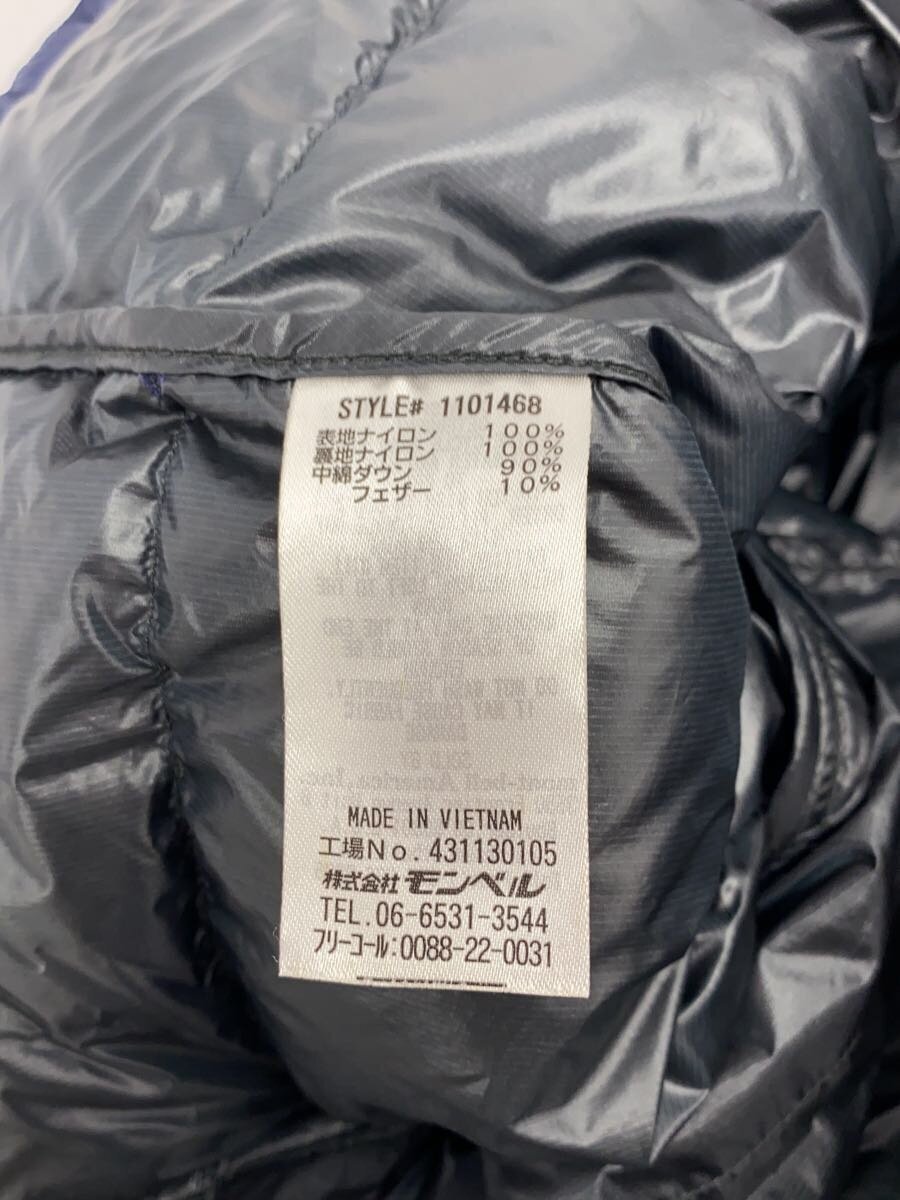 STYLE# 1101468
表地ナイロン 100%
裏地ナイロン 100%
中綿ダウン 90%
フェザー 10%
MADE IN VIETNAM
工場No. 431130105
株式会社 モンベル
TEL. 06-6531-3544
フリーコール:0088-22-0031